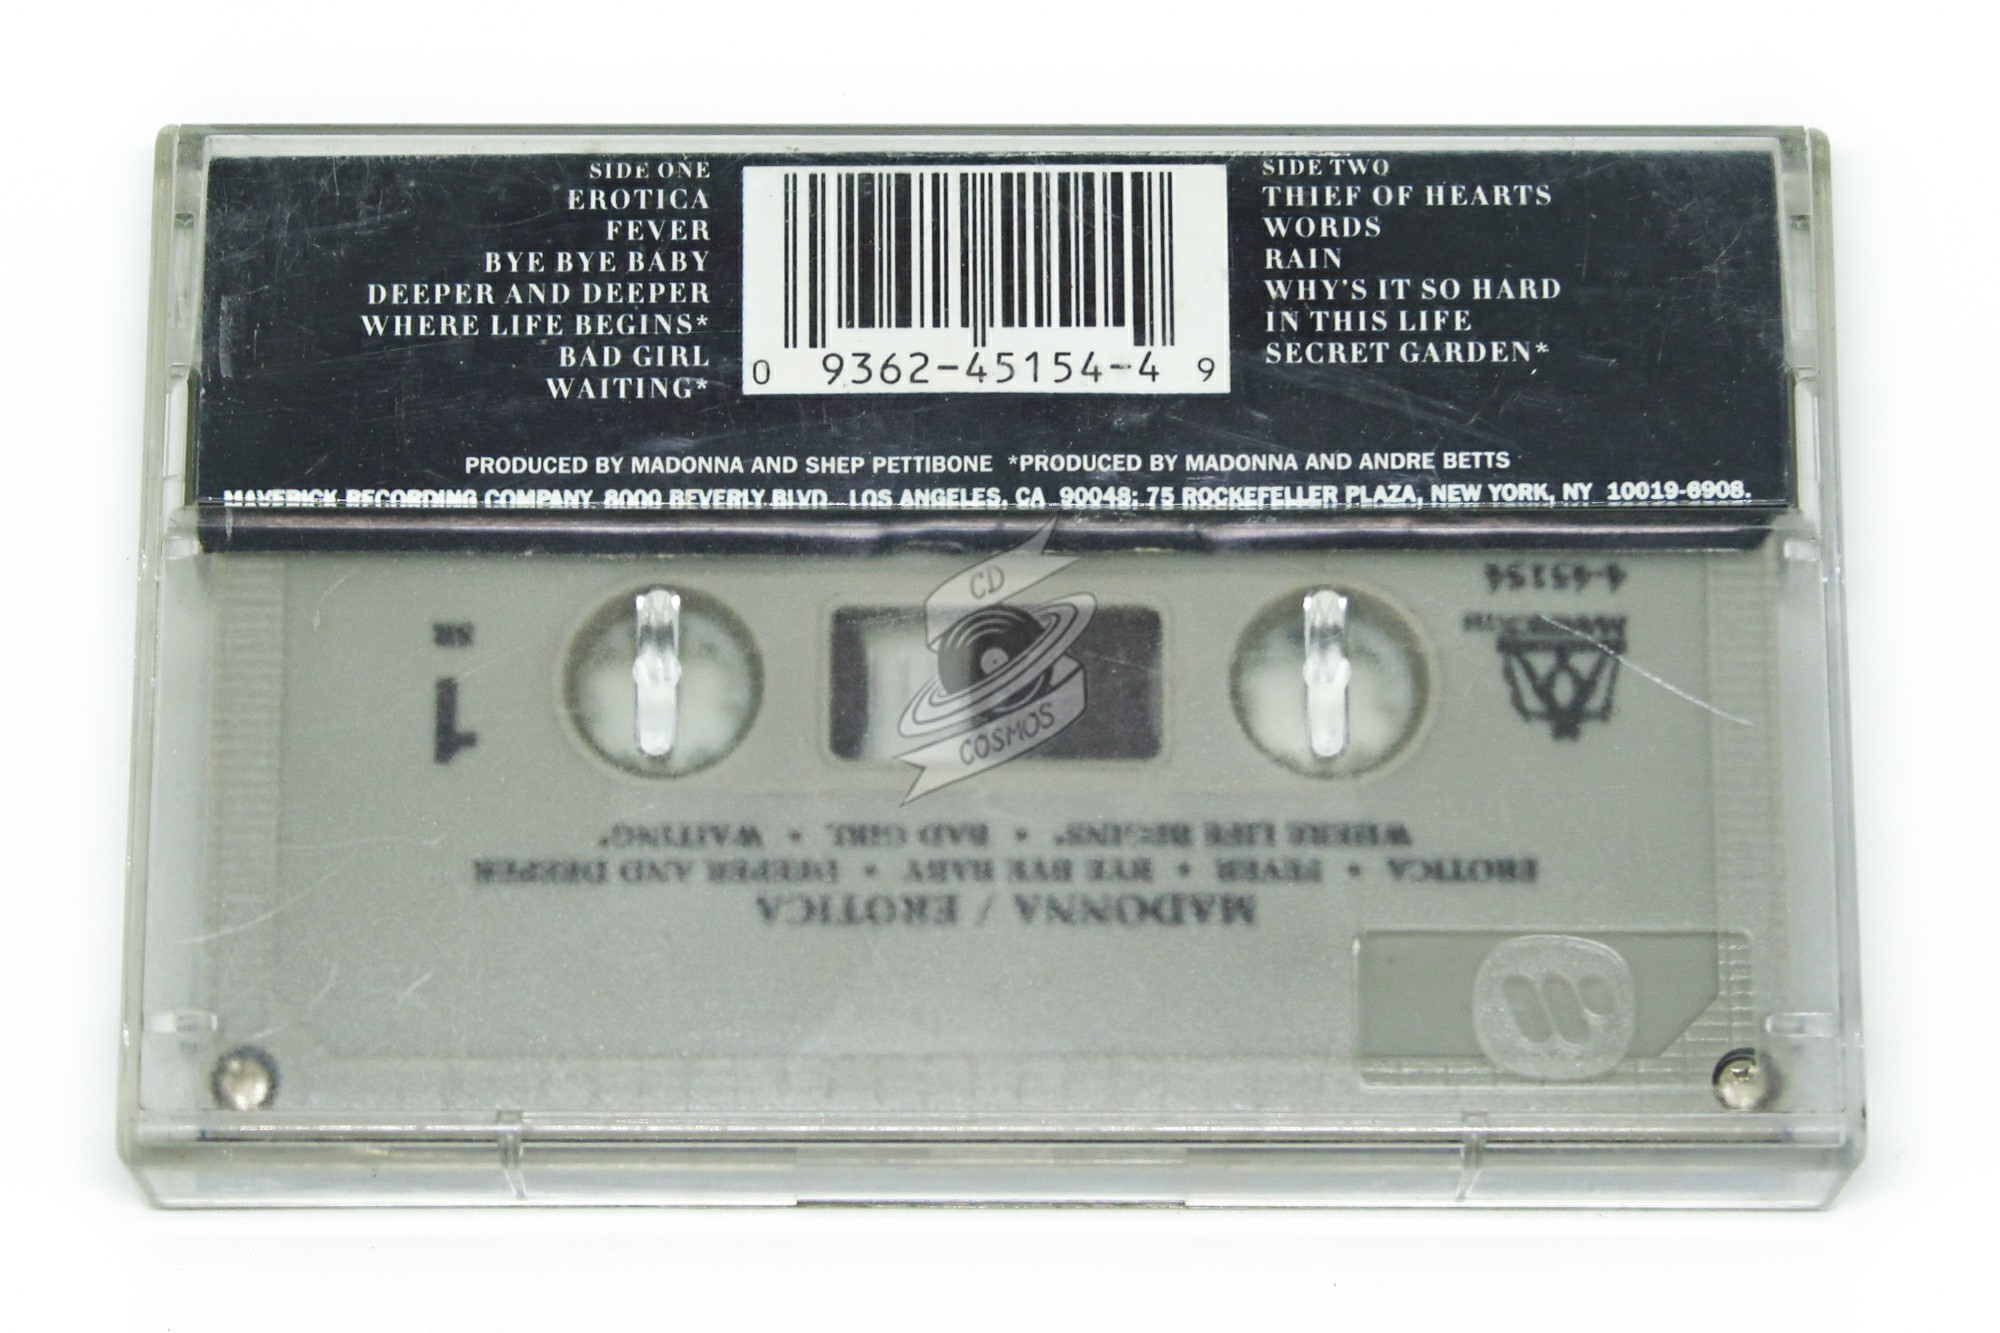 SIDE ONE
EROTICA
FEVER
BYE BYE BABY
DEEPER AND DEEPER
WHERE LIFE BEGINS*
BAD GIRL
WAITING*
0 9362-45154-4 9
SIDE TWO
THIEF OF HEARTS
WORDS
RAIN
WHY'S IT SO HARD
IN THIS LIFE
SECRET GARDEN*
PRODUCED BY MADONNA AND SHEP PETTIBONE *PRODUCED BY MADONNA AND ANDRE BETTS
MAVERICK RECORDING COMPANY, 8000 BEVERLY BLVD., LOS ANGELES, CA 90048; 75 ROCKEFELLER PLAZA, NEW YORK, NY 10019-6908.
CD
COSMOS
MADONNA / EROTICA
EROTICA • FEVER • BYE BYE BABY • DEEPER AND DEEPER
WHERE LIFE BEGINS* • BAD GIRL • WAITING*
1
SR
MAVERICK
4-45154